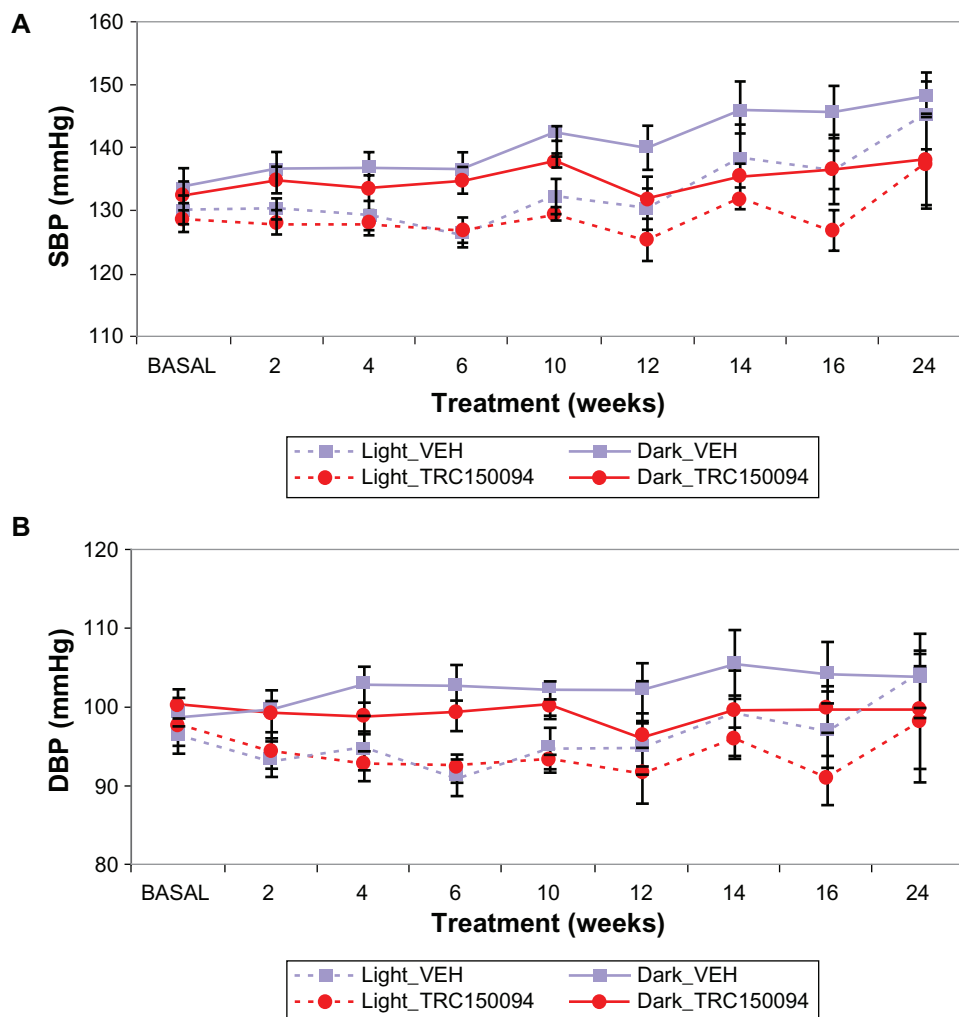 A
160
150
140
130
120
110
SBP (mmHg)
BASAL 2 4 6 10 12 14 16 24
Treatment (weeks)
Light_VEH Dark_VEH
Light_TRC150094 Dark_TRC150094
B
120
110
100
90
80
DBP (mmHg)
BASAL 2 4 6 10 12 14 16 24
Treatment (weeks)
Light_VEH Dark_VEH
Light_TRC150094 Dark_TRC150094